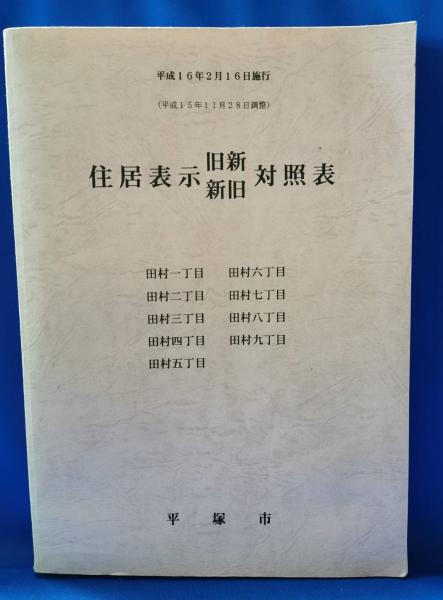 平成16年2月16日施行
（平成15年11月28日調整）
住居表示 旧新 対照表
新旧
田村一丁目 田村六丁目
田村二丁目 田村七丁目
田村三丁目 田村八丁目
田村四丁目 田村九丁目
田村五丁目
平塚市